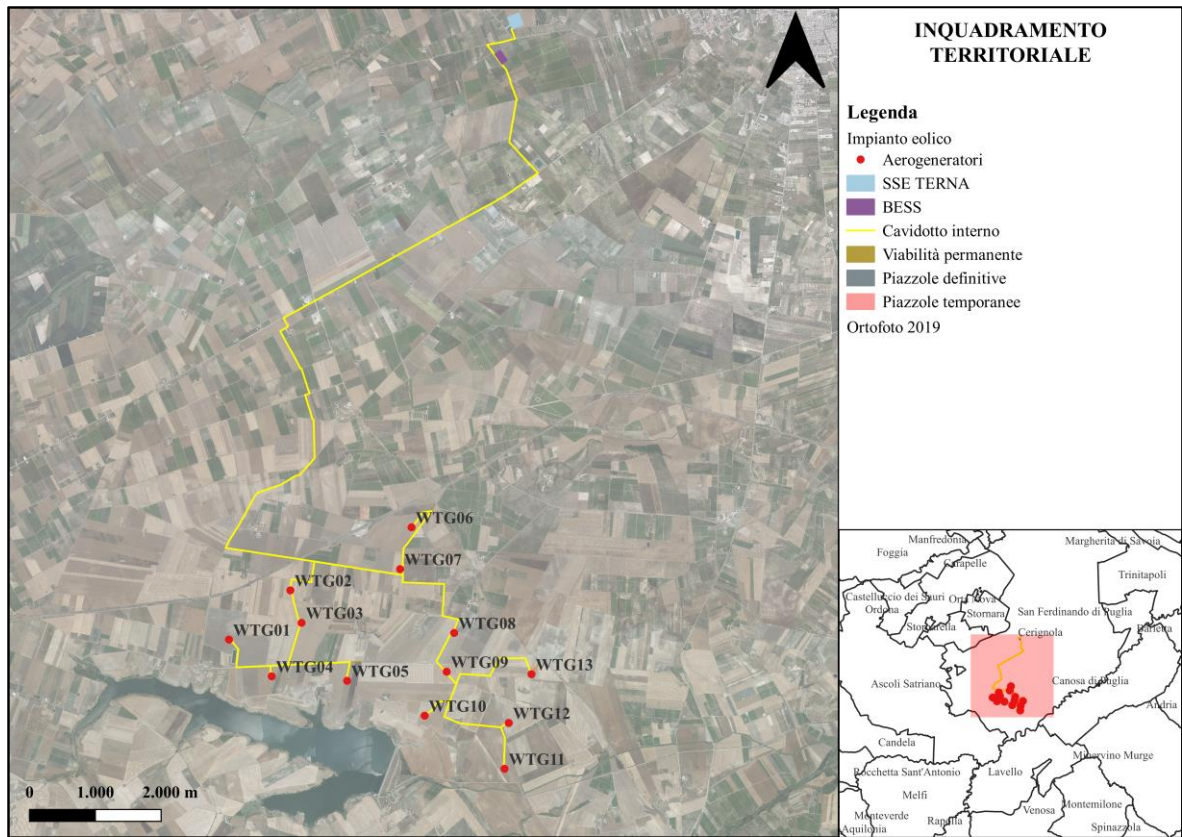 WTG06
WTG07
WTG02
WTG03
WTG01
WTG08
WTG04
WTG05
WTG09
WTG13
WTG10
WTG12
WTG11
0 1.000 2.000 m
INQUADRAMENTO
TERRITORIALE
Legenda
Impianto eolico
Aerogeneratori
SSE TERNA
BESS
Cavidotto interno
Viabilità permanente
Piazzole definitive
Piazzole temporanee
Ortofoto 2019
Manfredonia
Margherita di Savoia
Foggia
Carapelle
Trinitapoli
Castelluccio dei Sauri
Orta Nova
Ordona
Stornara
San Ferdinando di Puglia
Stornarella
Cerignola
Barletta
Ascoli Satriano
Canosa di Puglia
Andria
Candela
Minervino Murge
Rocchetta Sant'Antonio
Lavello
Melfi
Venosa
Montemilone
Monteverde
Rapolla
Aquilonia
Spinazzola